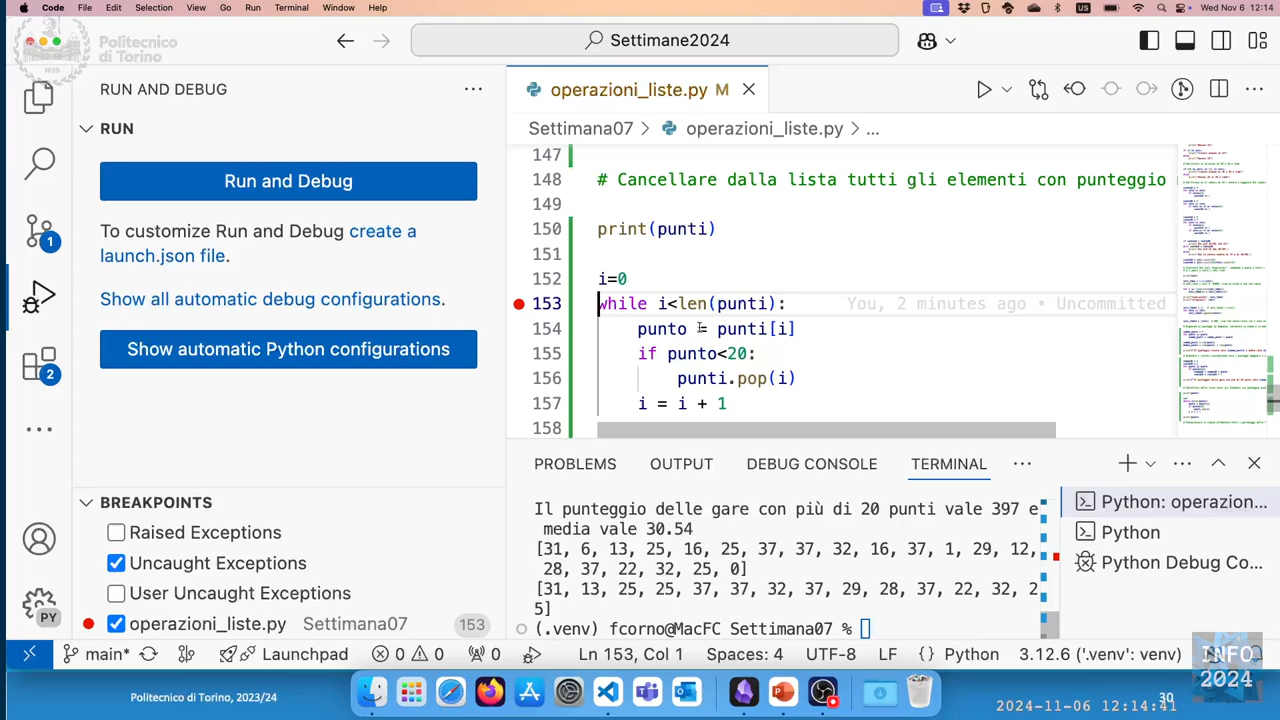 Code File Edit Selection View Go Run Terminal Window Help US Wed Nov 6 12:14
Politecnico
di Torino
Settimane2024
RUN AND DEBUG
RUN
Run and Debug
To customize Run and Debug create a
launch.json file.
Show all automatic debug configurations.
Show automatic Python configurations
1
2
PY
BREAKPOINTS
Raised Exceptions
Uncaught Exceptions
User Uncaught Exceptions
operazioni_liste.py Settimana07 153
operazioni_liste.py M
Settimana07 > operazioni_liste.py > ...
147
148 # Cancellare dalla lista tutti gli elementi con punteggio
149
150 print(punti)
151
152 i=0
153 while i<len(punti): You, 2 minutes ago • Uncommitted
154 punto = punti[i]
155 if punto<20:
156 punti.pop(i)
157 i = i + 1
158
PROBLEMS OUTPUT DEBUG CONSOLE TERMINAL
Il punteggio delle gare con più di 20 punti vale 397 e
media vale 30.54
[31, 6, 13, 25, 16, 25, 37, 37, 32, 16, 37, 1, 29, 12,
28, 37, 22, 32, 25, 0]
[31, 13, 25, 25, 37, 37, 32, 37, 29, 28, 37, 22, 32, 2
5]
(.venv) fcorno@MacFC Settimana07 %
Python: operazion...
Python
Python Debug Co...
main* Launchpad 0 0 0 Ln 153, Col 1 Spaces: 4 UTF-8 LF {} Python 3.12.6 ('.venv': venv)
INFO
2024
Politecnico di Torino, 2023/24
30
2024-11-06 12:14:41